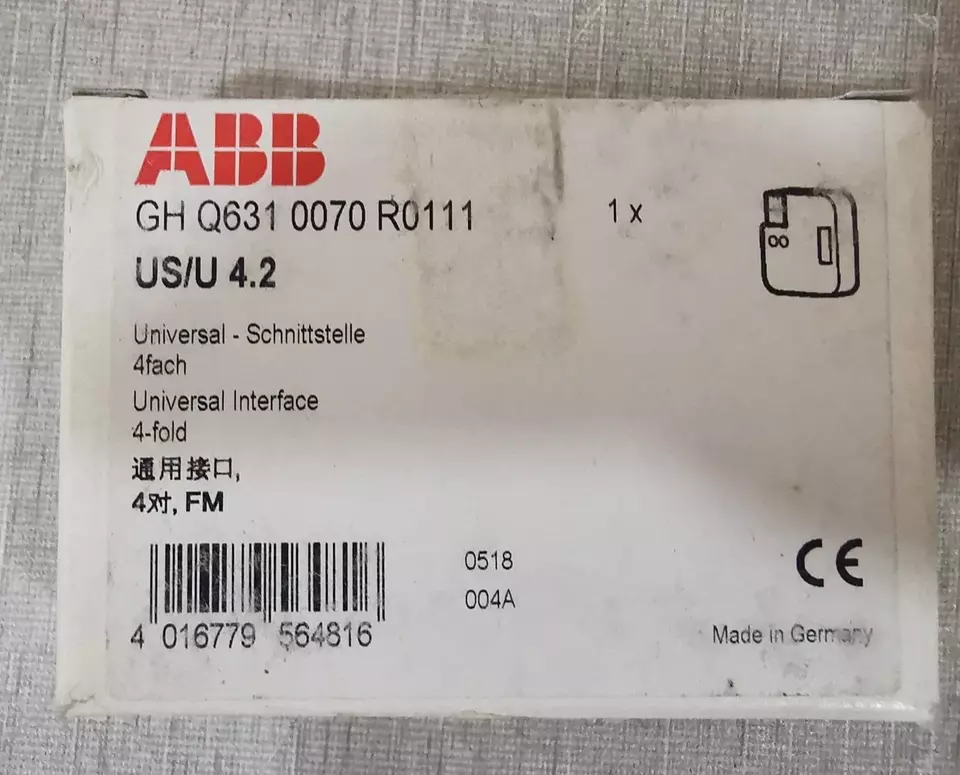 ABB
GH Q631 0070 R0111
1 x
US/U 4.2
Universal - Schnittstelle
4fach
Universal Interface
4-fold
通用接口,
4对, FM
0518
004A
CE
4 016779 564816
Made in Germany